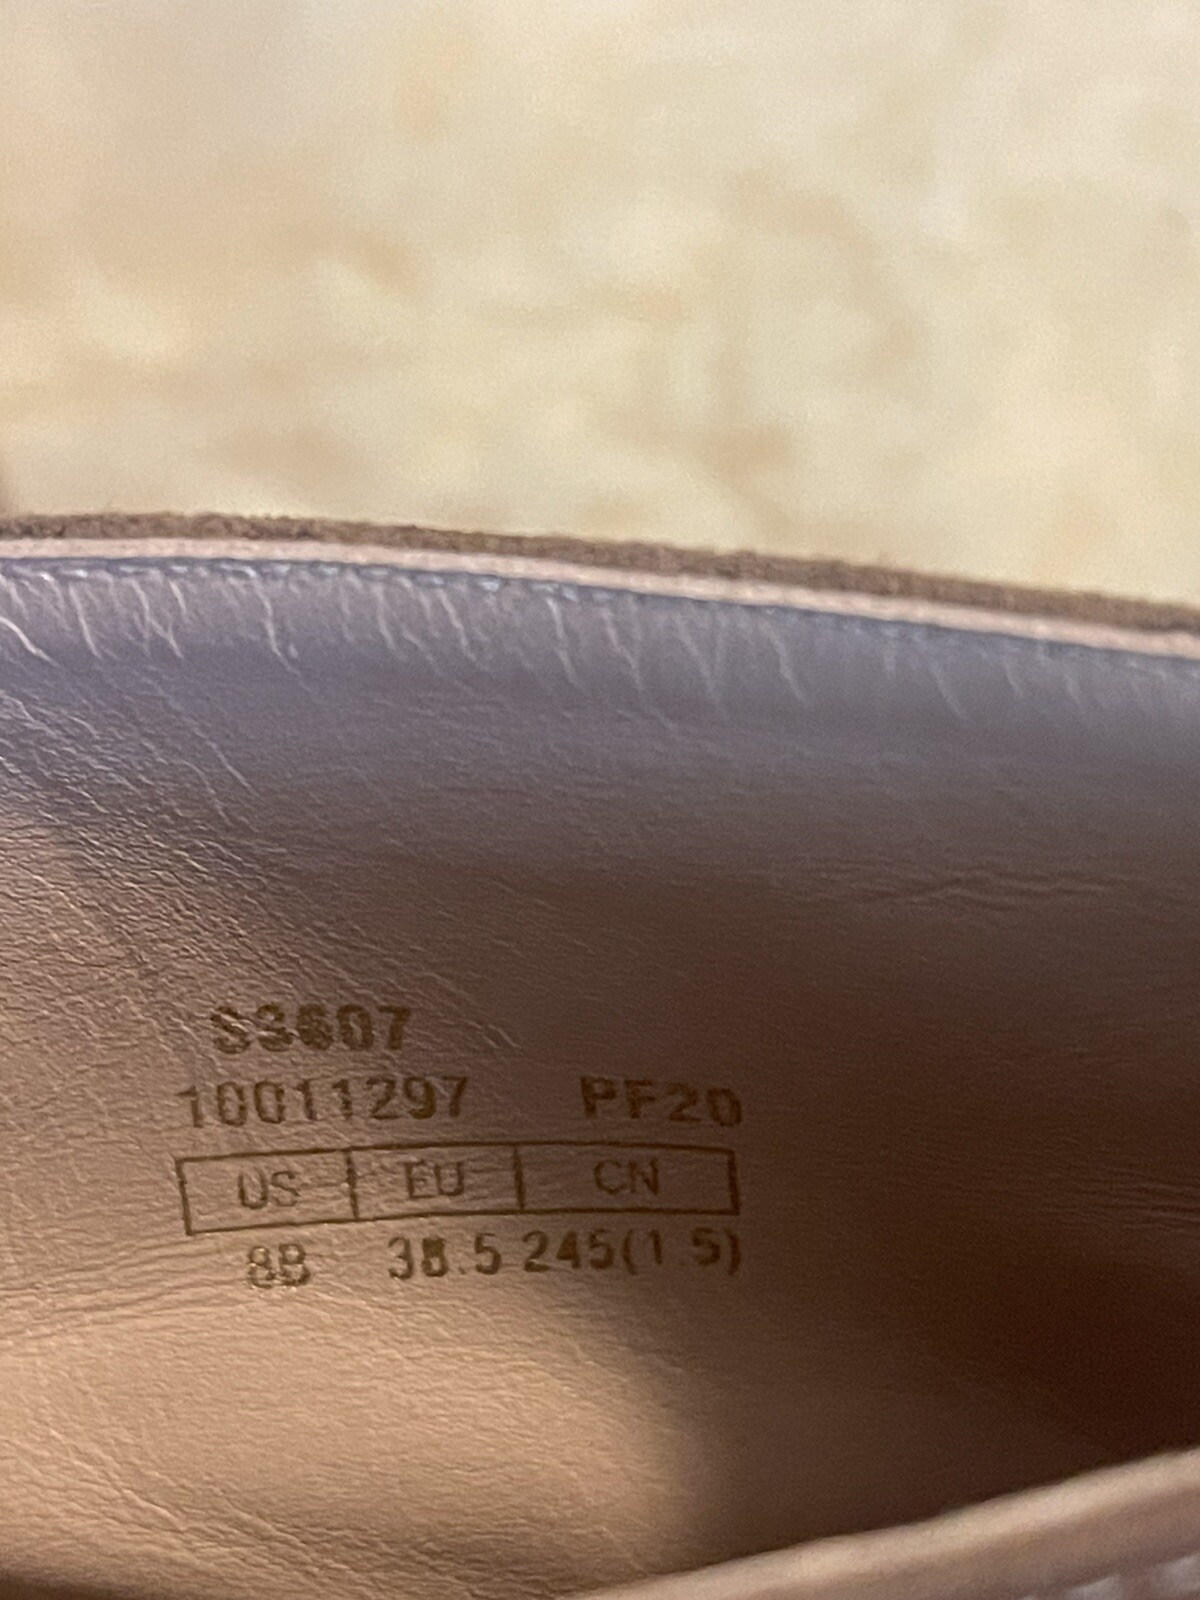 S3607
10011297 PF20
US EU CN
8B 38.5 245(1.5)